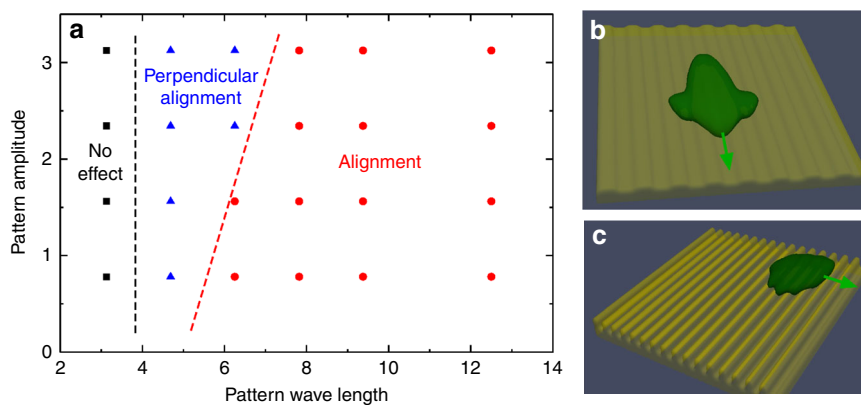 a
3
2
1
0
Pattern amplitude
No
effect
Perpendicular
alignment
Alignment
2
4
6
8
10
12
14
Pattern wave length
b
c